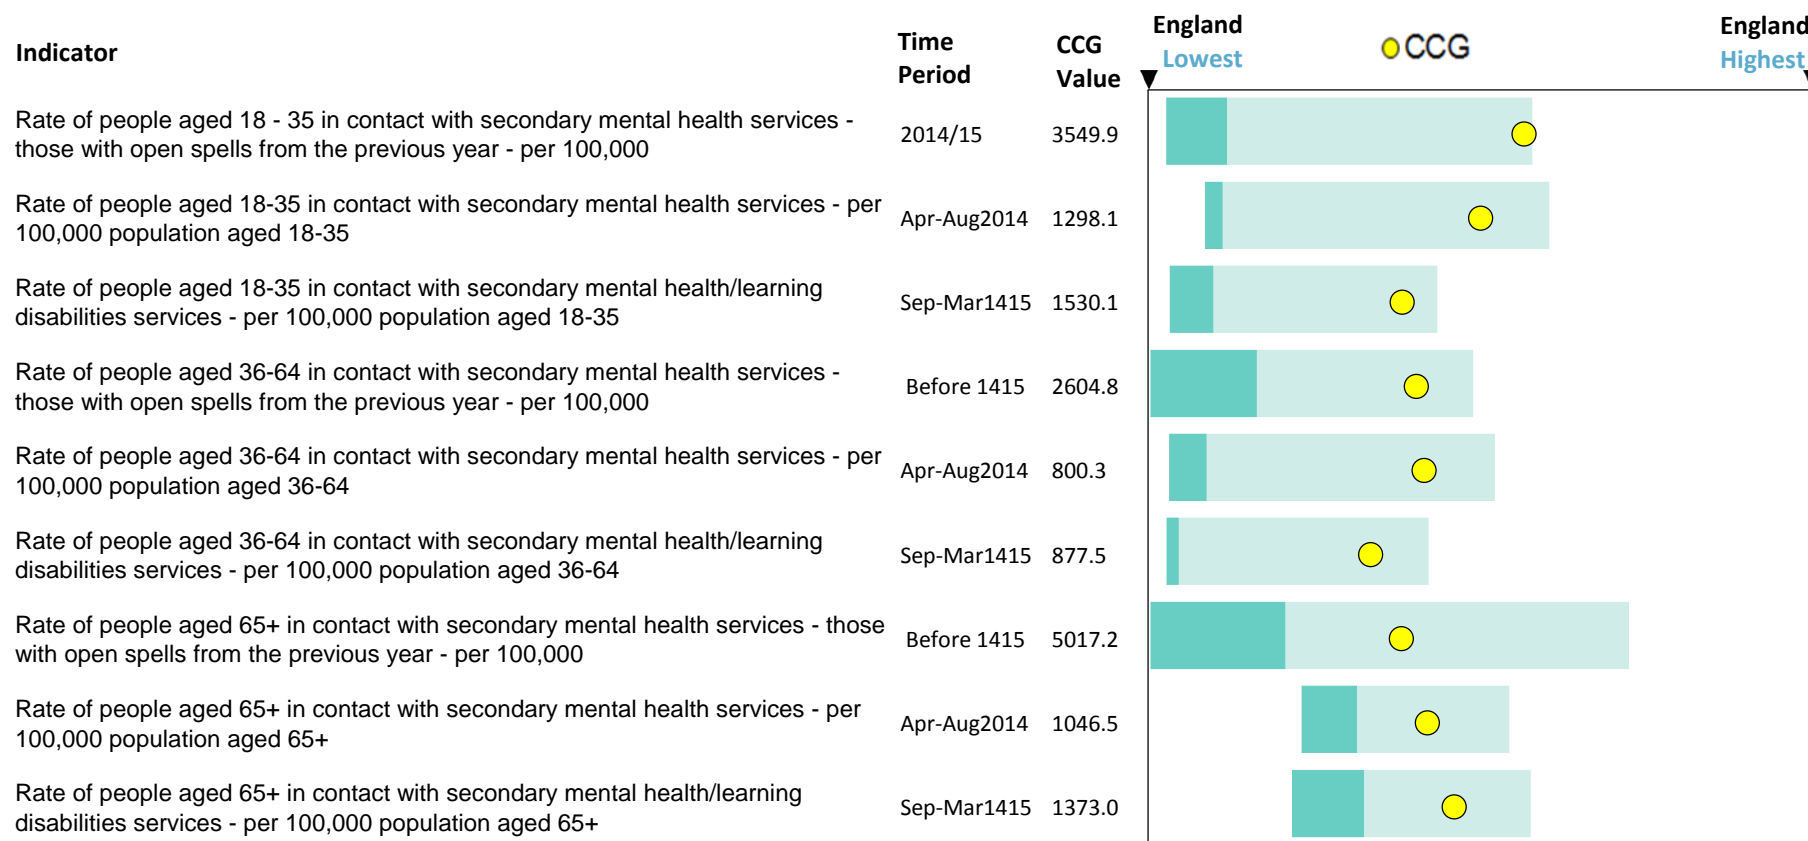 Indicator
Time
Period
CCG
Value
England
Lowest
CCG
England
Highest
Rate of people aged 18 - 35 in contact with secondary mental health services -
those with open spells from the previous year - per 100,000
2014/15
3549.9
Rate of people aged 18-35 in contact with secondary mental health services - per
100,000 population aged 18-35
Apr-Aug2014
1298.1
Rate of people aged 18-35 in contact with secondary mental health/learning
disabilities services - per 100,000 population aged 18-35
Sep-Mar1415
1530.1
Rate of people aged 36-64 in contact with secondary mental health services -
those with open spells from the previous year - per 100,000
Before 1415
2604.8
Rate of people aged 36-64 in contact with secondary mental health services - per
100,000 population aged 36-64
Apr-Aug2014
800.3
Rate of people aged 36-64 in contact with secondary mental health/learning
disabilities services - per 100,000 population aged 36-64
Sep-Mar1415
877.5
Rate of people aged 65+ in contact with secondary mental health services - those
with open spells from the previous year - per 100,000
Before 1415
5017.2
Rate of people aged 65+ in contact with secondary mental health services - per
100,000 population aged 65+
Apr-Aug2014
1046.5
Rate of people aged 65+ in contact with secondary mental health/learning
disabilities services - per 100,000 population aged 65+
Sep-Mar1415
1373.0